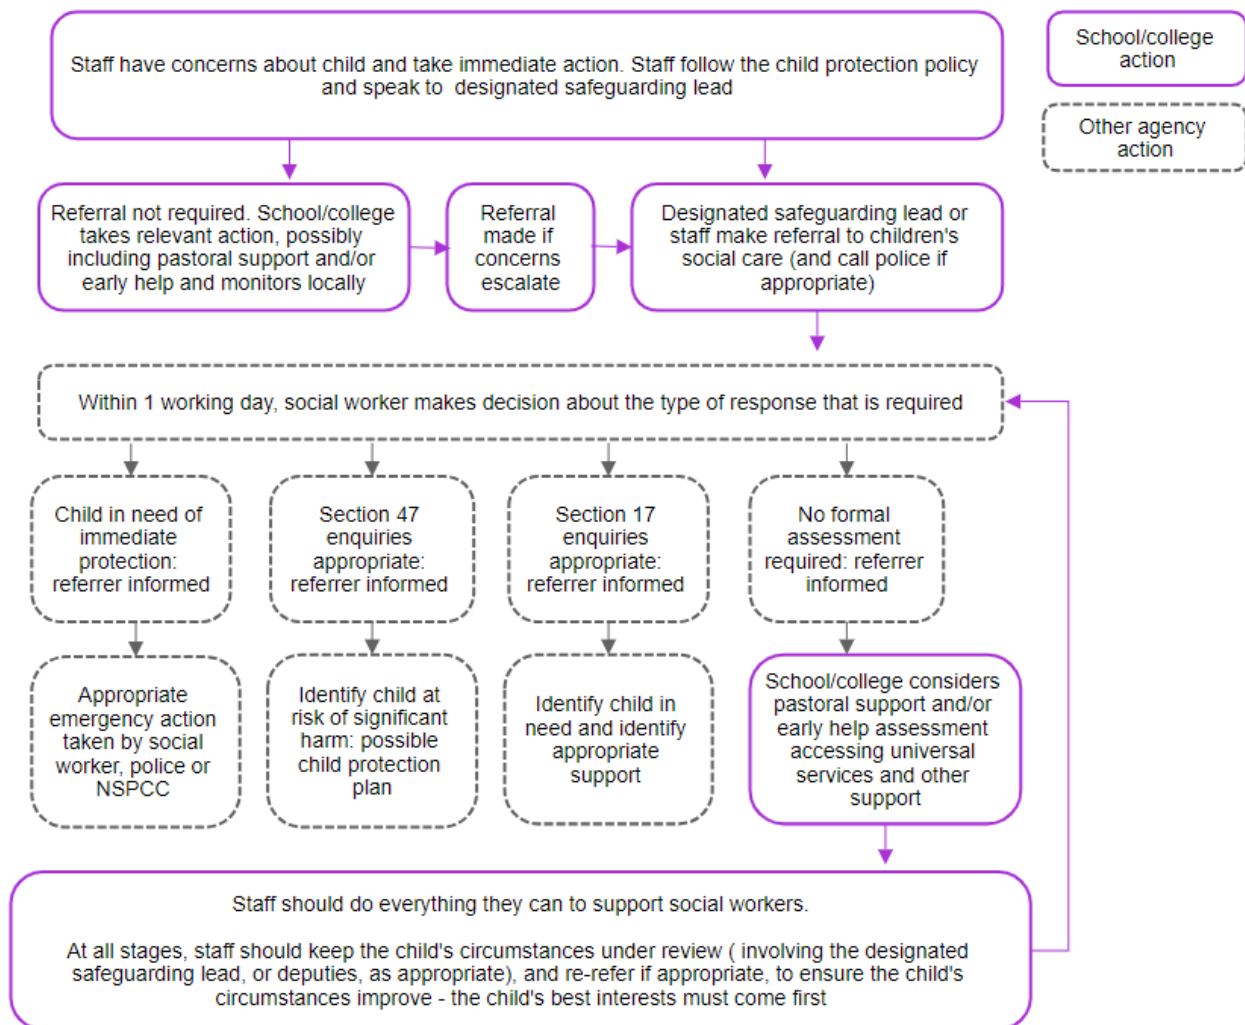 Staff have concerns about child and take immediate action. Staff follow the child protection policy
and speak to designated safeguarding lead
School/college
action
Other agency
action
Referral not required. School/college
takes relevant action, possibly
including pastoral support and/or
early help and monitors locally
Referral
made if
concerns
escalate
Designated safeguarding lead or
staff make referral to children's
social care (and call police if
appropriate)
Within 1 working day, social worker makes decision about the type of response that is required
Child in need of
immediate
protection:
referrer informed
Section 47
enquiries
appropriate:
referrer informed
Section 17
enquiries
appropriate:
referrer informed
No formal
assessment
required: referrer
informed
Appropriate
emergency action
taken by social
worker, police or
NSPCC
Identify child at
risk of significant
harm: possible
child protection
plan
Identify child in
need and identify
appropriate
support
School/college considers
pastoral support and/or
early help assessment
accessing universal
services and other
support
Staff should do everything they can to support social workers.
At all stages, staff should keep the child's circumstances under review ( involving the designated
safeguarding lead, or deputies, as appropriate), and re-refer if appropriate, to ensure the child's
circumstances improve - the child's best interests must come first